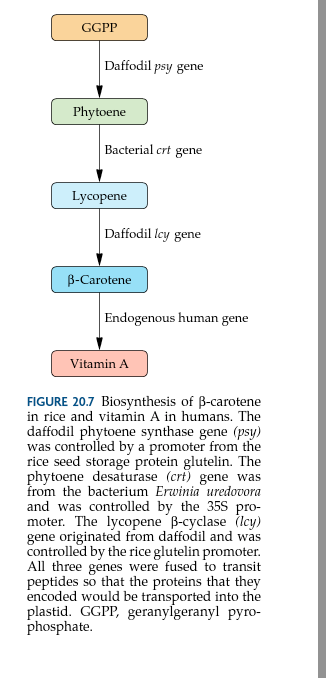 GGPP
Daffodil psy gene
Phytoene
Bacterial crt gene
Lycopene
Daffodil lcy gene
β-Carotene
Endogenous human gene
Vitamin A
FIGURE 20.7 Biosynthesis of β-carotene
in rice and vitamin A in humans. The
daffodil phytoene synthase gene (psy)
was controlled by a promoter from the
rice seed storage protein glutelin. The
phytoene desaturase (crt) gene was
from the bacterium Erwinia uredovora
and was controlled by the 35S pro-
moter. The lycopene β-cyclase (lcy)
gene originated from daffodil and was
controlled by the rice glutelin promoter.
All three genes were fused to transit
peptides so that the proteins that they
encoded would be transported into the
plastid. GGPP, geranylgeranyl pyro-
phosphate.